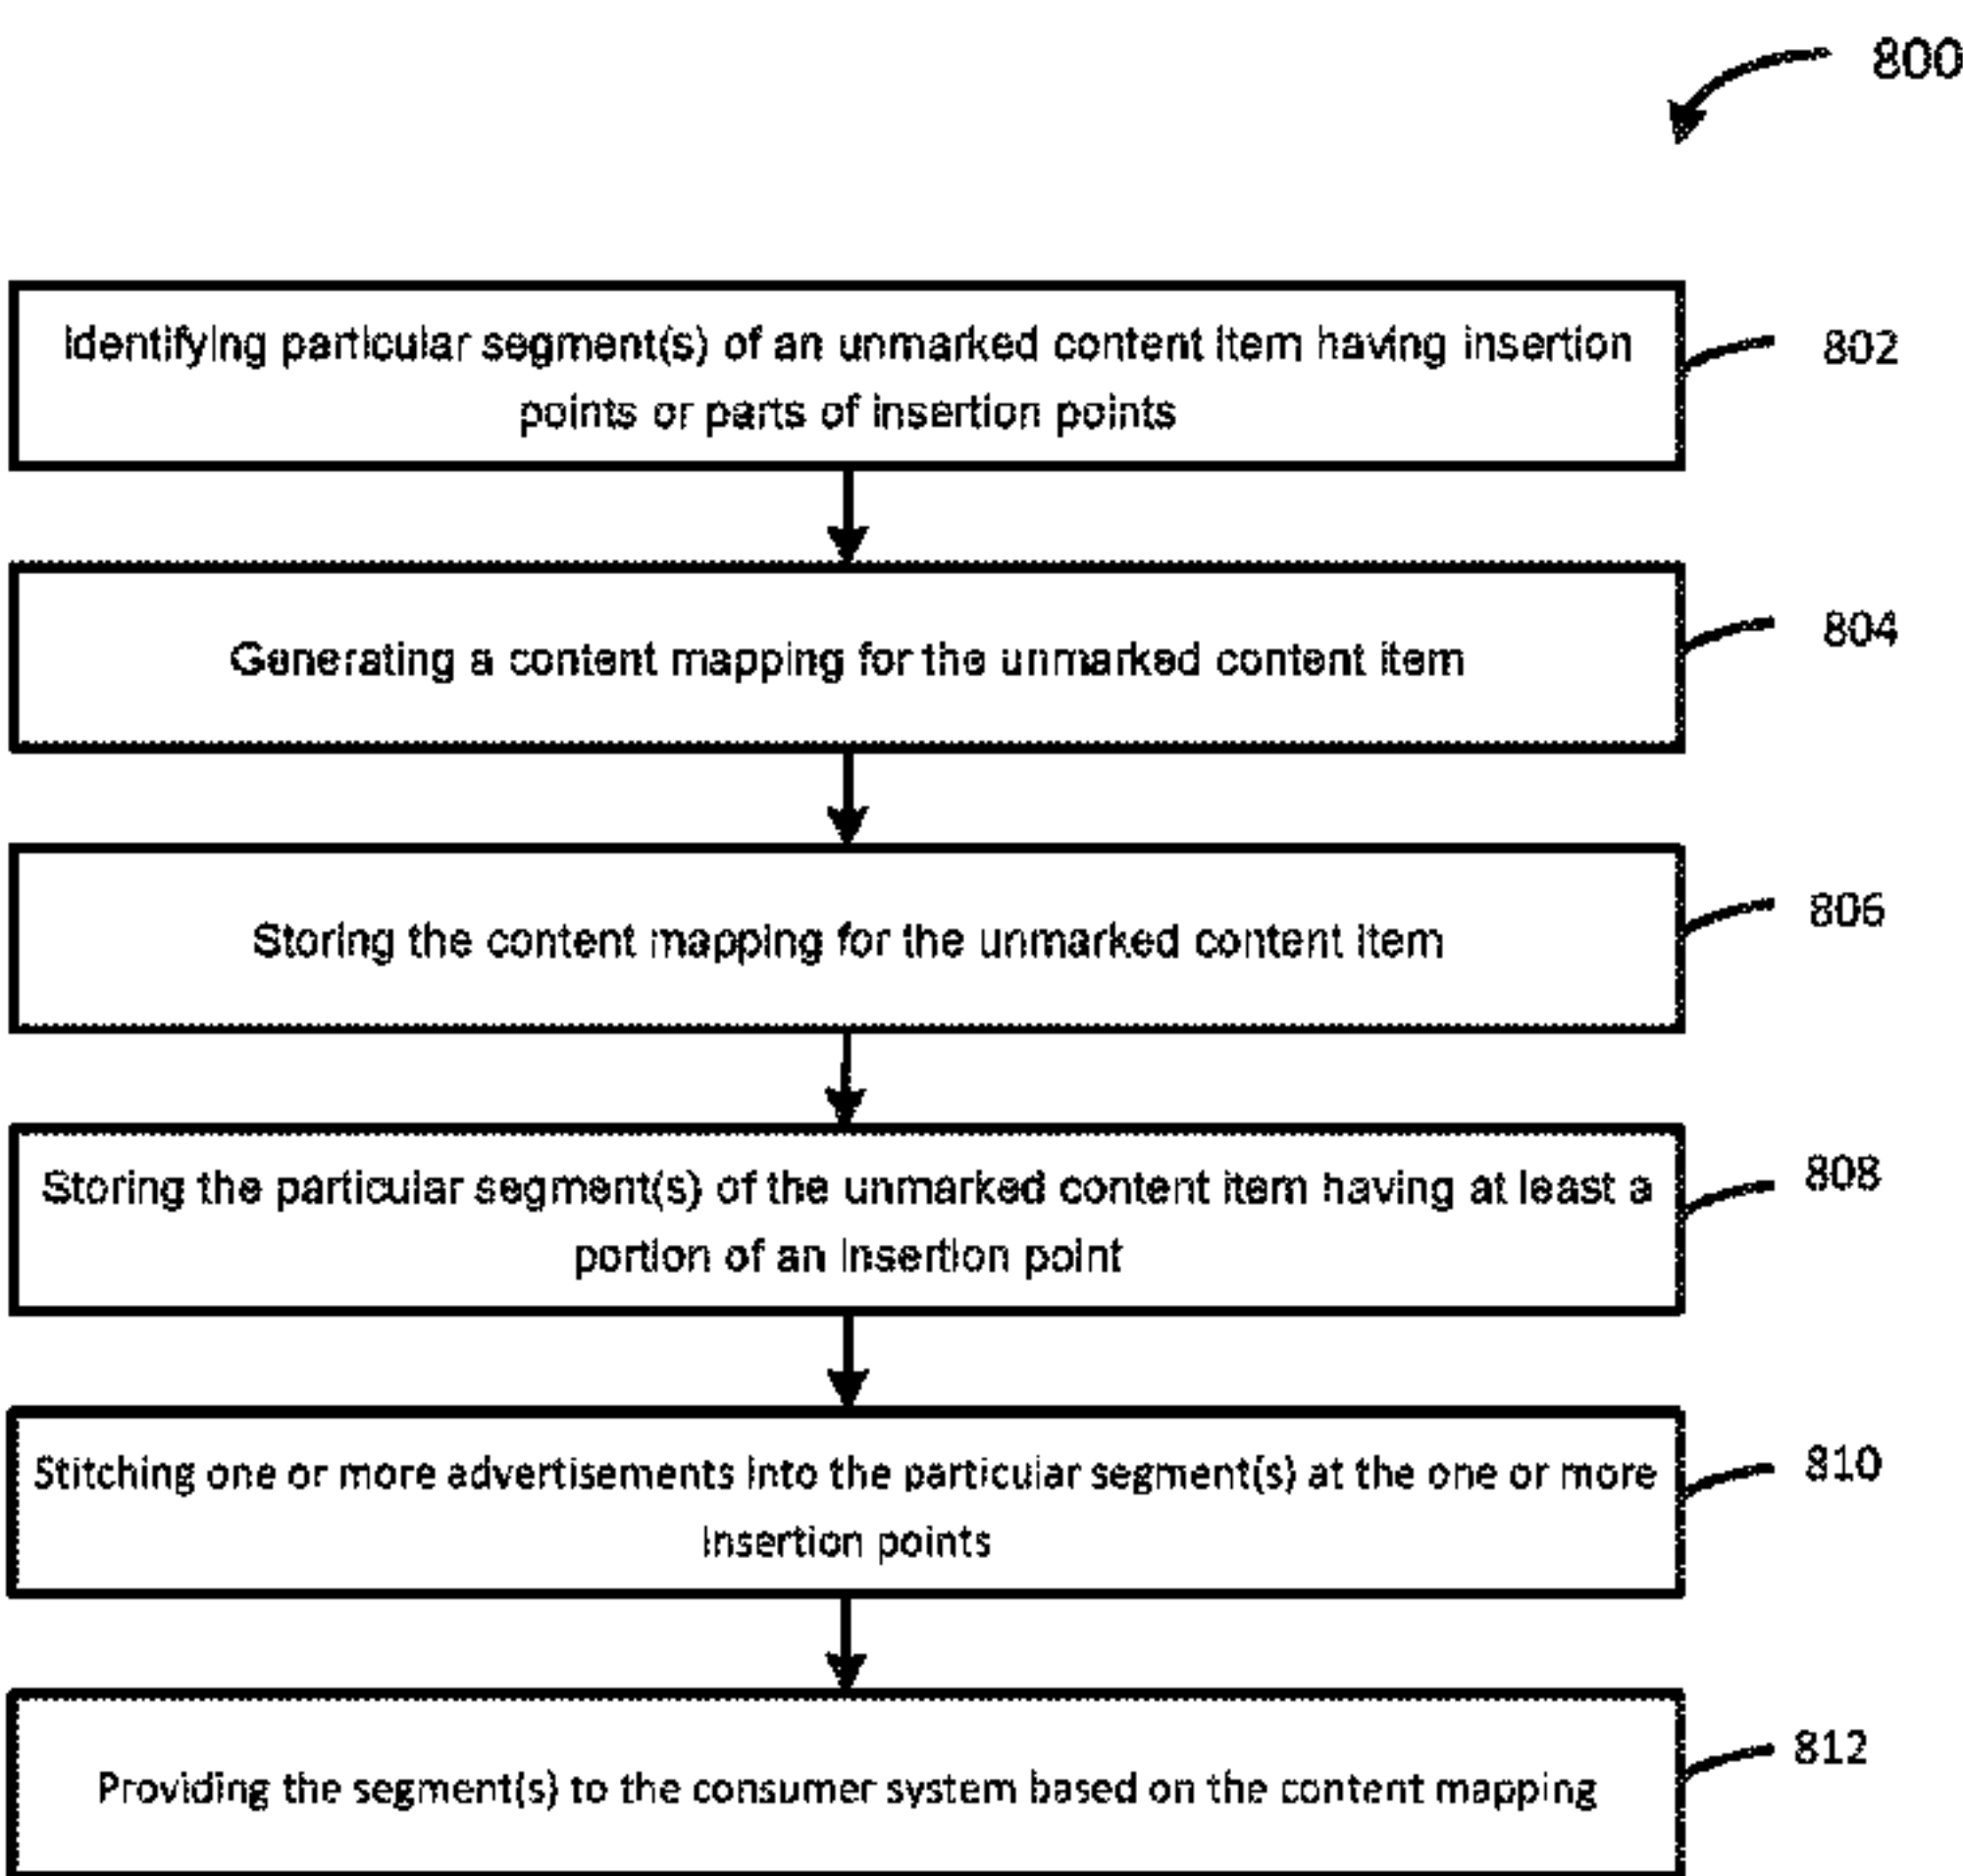 800
Identifying particular segment(s) of an unmarked content item having insertion
points or parts of insertion points
802
Generating a content mapping for the unmarked content item
804
Storing the content mapping for the unmarked content item
806
Storing the particular segment(s) of the unmarked content item having at least a
portion of an insertion point
808
Stitching one or more advertisements into the particular segment(s) at the one or more
insertion points
810
Providing the segment(s) to the consumer system based on the content mapping
812